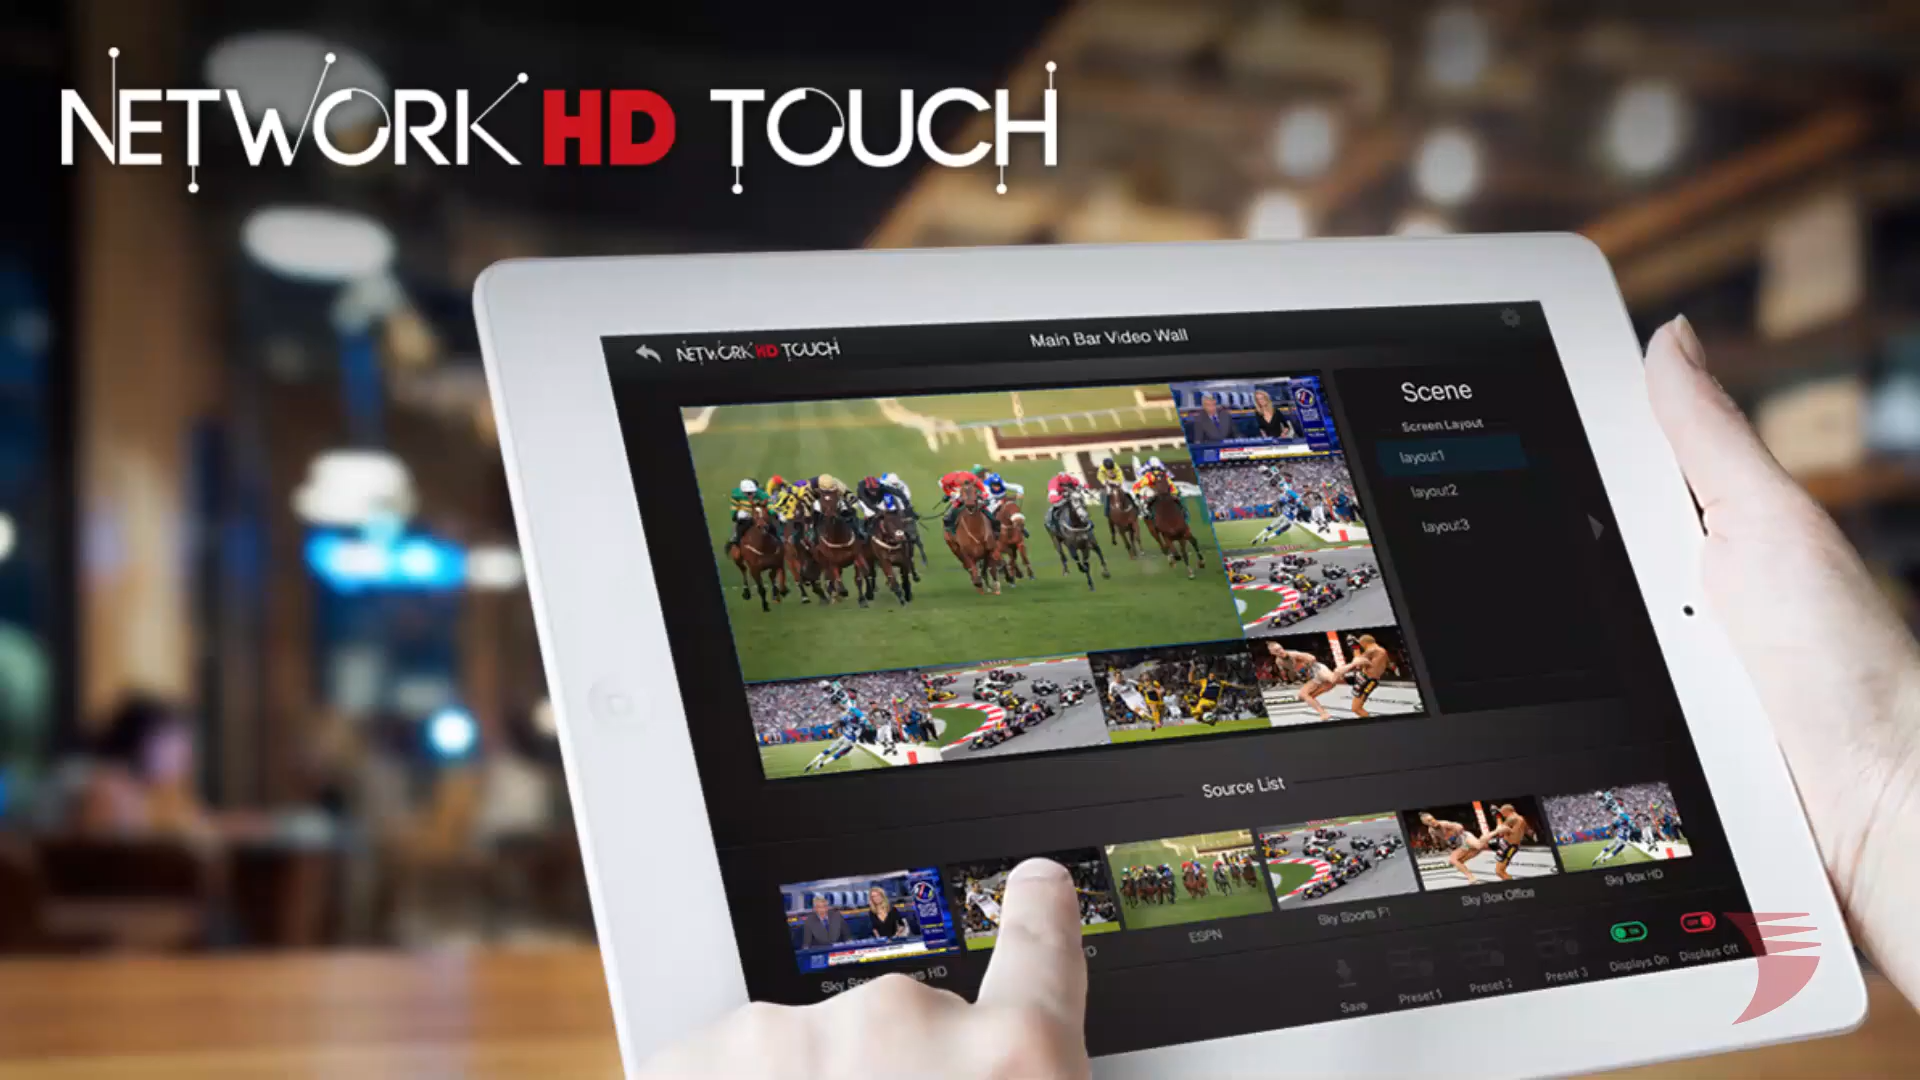 NETWORK HD TOUCH
NETWORK HD TOUCH
Main Bar Video Wall
Scene
Screen Layout
layout1
layout2
layout3
Source List
HD
ESPN
Sky Sports F1
Sky Box Office
Sky Box HD
Save
Preset 1
Preset 2
Preset 3
Displays On
Displays Off